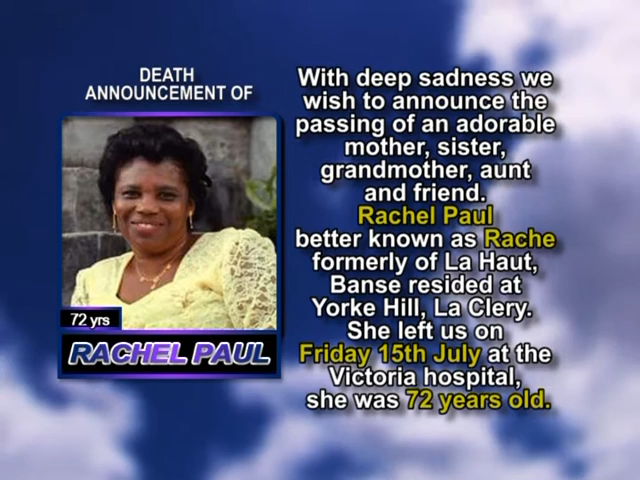 DEATH
ANNOUNCEMENT OF
72 yrs
RACHEL PAUL
With deep sadness we
wish to announce the
passing of an adorable
mother, sister,
grandmother, aunt
and friend.
Rachel Paul
better known as Rache
formerly of La Haut,
Banse resided at
Yorke Hill, La Clery.
She left us on
Friday 15th July at the
Victoria hospital,
she was 72 years old.